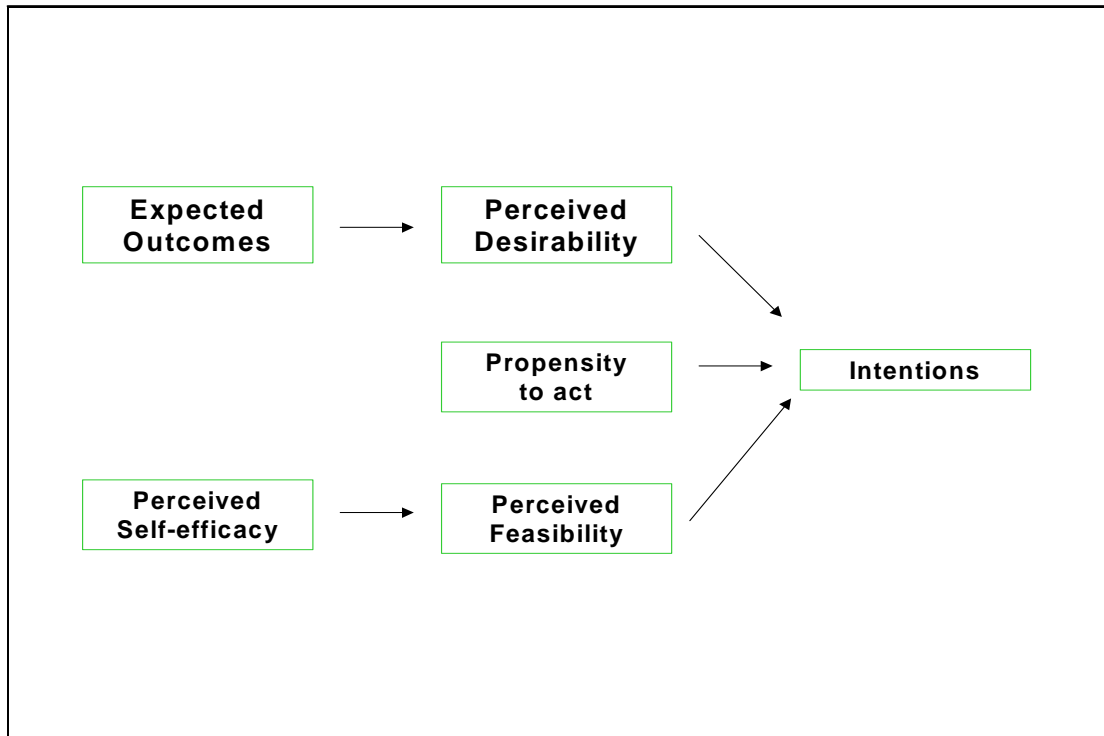 Expected
Outcomes
Perceived
Desirability
Propensity
to act
Intentions
Perceived
Self-efficacy
Perceived
Feasibility